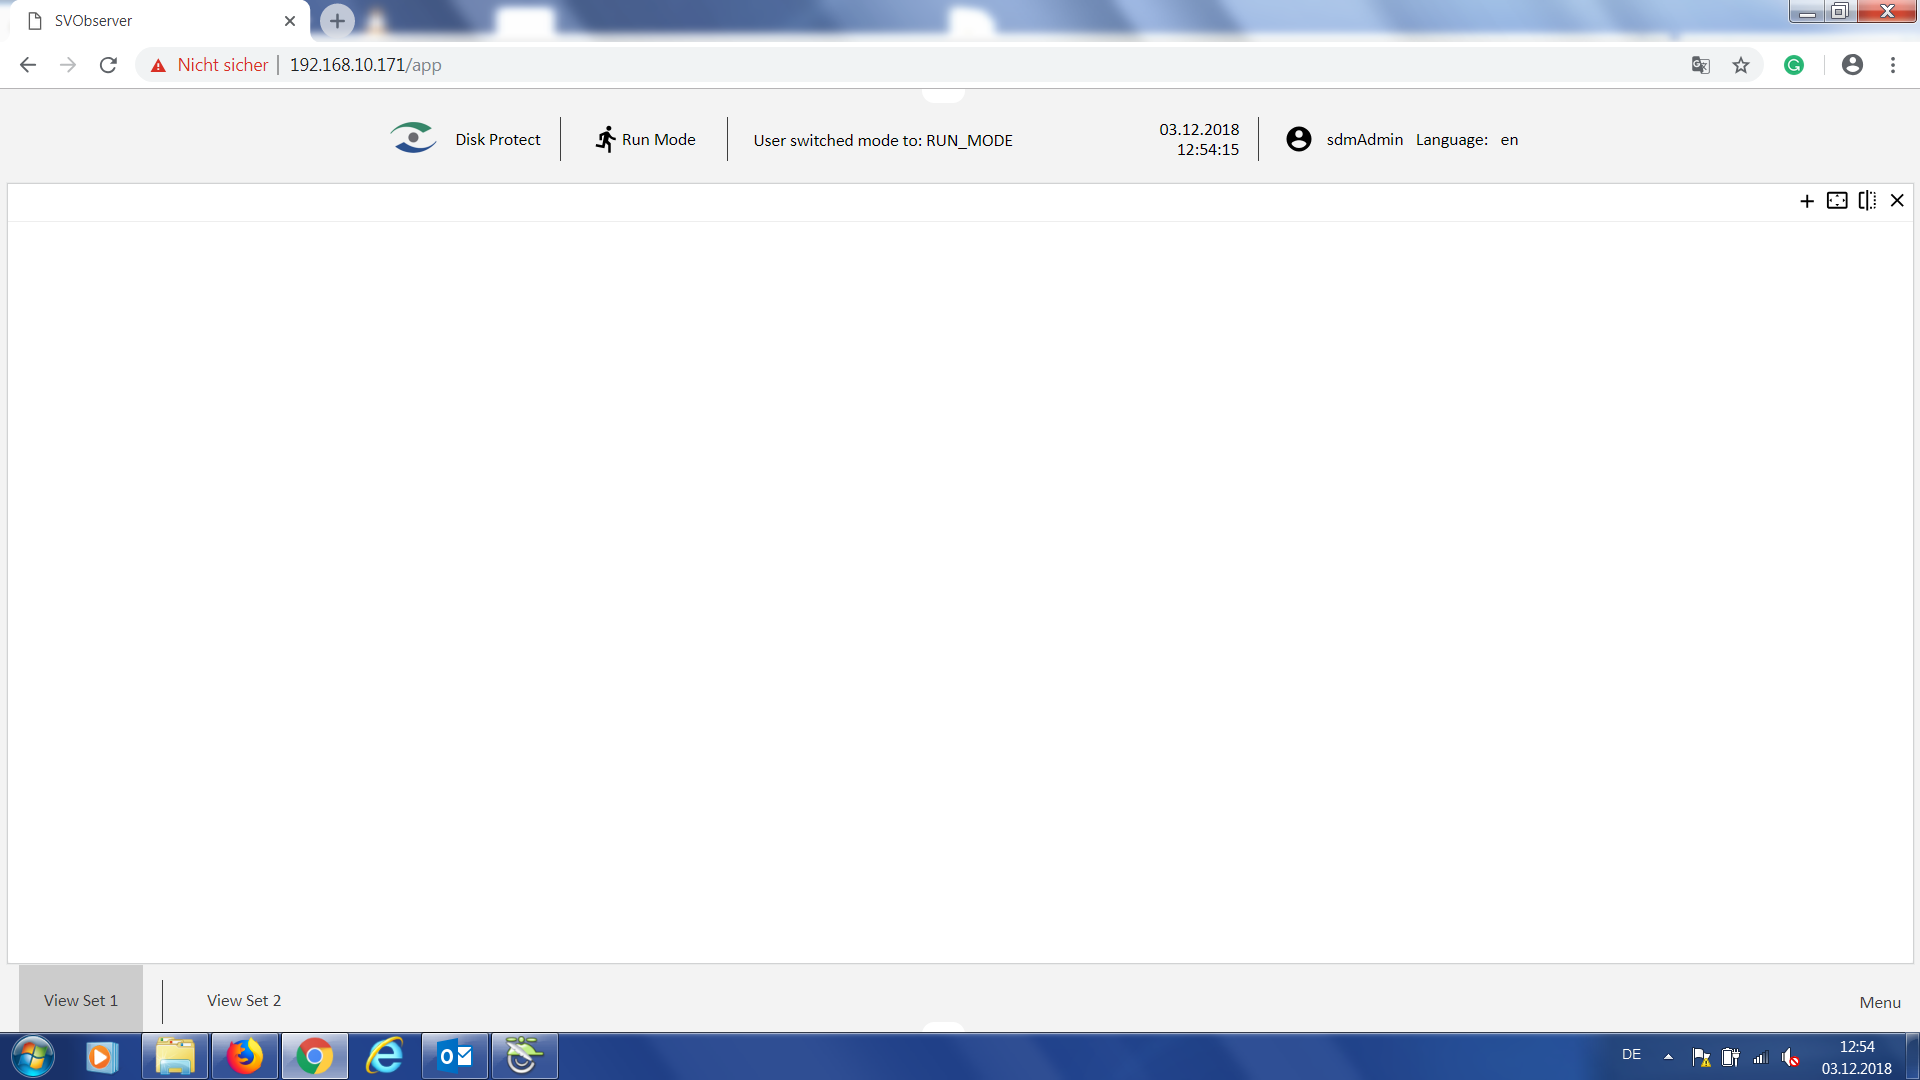 SVObserver
Nicht sicher | 192.168.10.171/app
Disk Protect
Run Mode
User switched mode to: RUN_MODE
03.12.2018
12:54:15
sdmAdmin Language: en
View Set 1
View Set 2
Menu
DE
12:54
03.12.2018